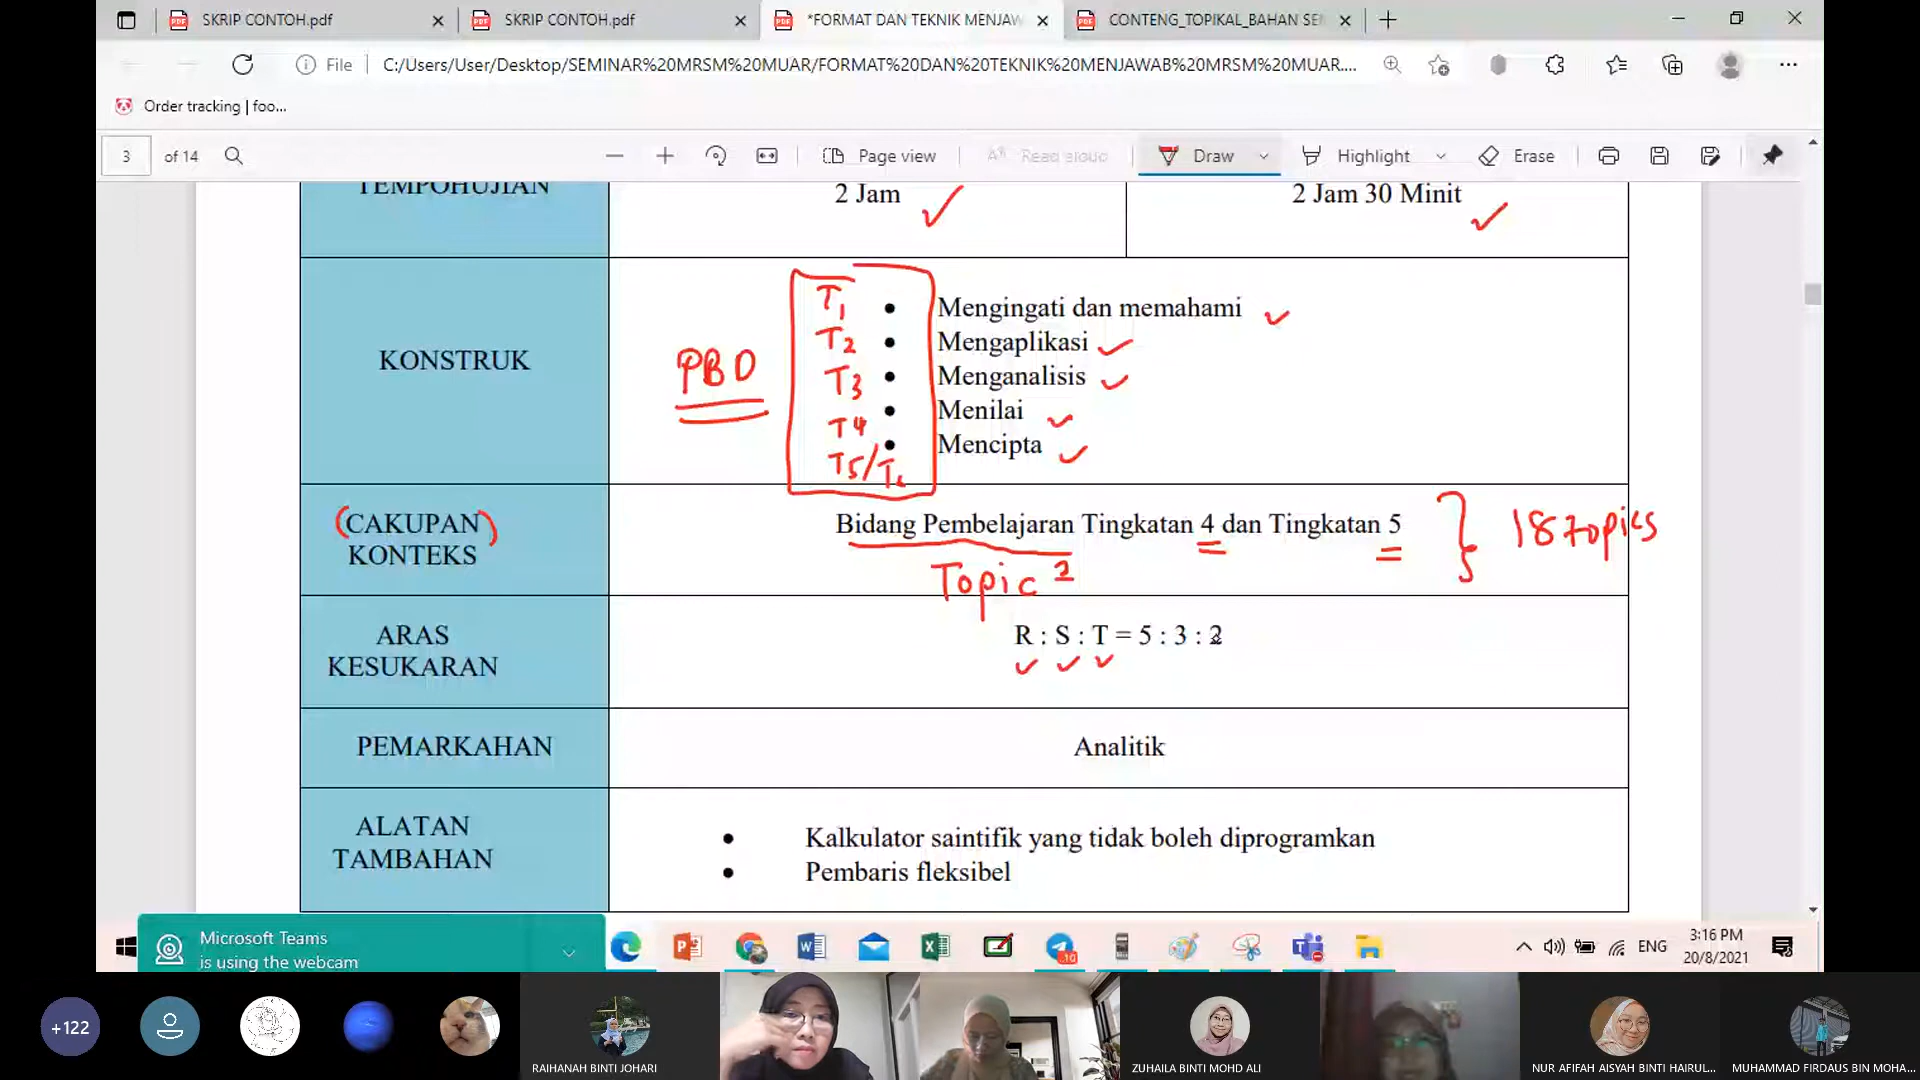 SKRIP CONTOH.pdf
SKRIP CONTOH.pdf
*FORMAT DAN TEKNIK MENJAW
CONTENG_TOPIKAL_BAHAN SEM
File
C:/Users/User/Desktop/SEMINAR%20MRSM%20MUAR/FORMAT%20DAN%20TEKNIK%20MENJAWAB%20MRSM%20MUAR....
Order tracking | foo...
3 of 14
Page view
Read aloud
Draw
Highlight
Erase
TEMPOH UJIAN
2 Jam
2 Jam 30 Minit
KONSTRUK
PBD
T1
T2
T3
T4
T5/T6
• Mengingati dan memahami
• Mengaplikasi
• Menganalisis
• Menilai
• Mencipta
(CAKUPAN)
KONTEKS
Bidang Pembelajaran Tingkatan 4 dan Tingkatan 5
18 topics
Topic 2
ARAS
KESUKARAN
R : S : T = 5 : 3 : 2
PEMARKAHAN
Analitik
ALATAN
TAMBAHAN
• Kalkulator saintifik yang tidak boleh diprogramkan
• Pembaris fleksibel
Microsoft Teams
is using the webcam
10
ENG
3:16 PM
20/8/2021
+122
RAIHANAH BINTI JOHARI
ZUHAILA BINTI MOHD ALI
NUR AFIFAH AISYAH BINTI HAIRUL...
MUHAMMAD FIRDAUS BIN MOHA...